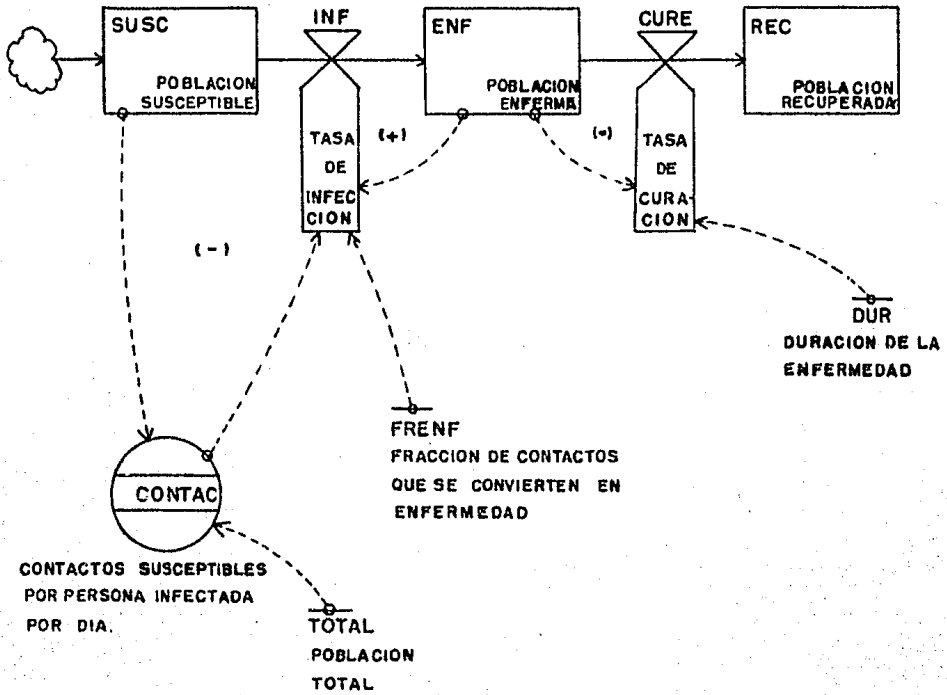 SUSC
POBLACION
SUSCEPTIBLE
INF
TASA
DE
INFEC
CION
(+)
ENF
POBLACION
ENFERMA
(-)
CURE
TASA
DE
CURA-
CION
REC
POBLACION
RECUPERADA
(-)
DUR
DURACION DE LA
ENFERMEDAD
FRENF
FRACCION DE CONTACTOS
QUE SE CONVIERTEN EN
ENFERMEDAD
CONTAC
CONTACTOS SUSCEPTIBLES
POR PERSONA INFECTADA
POR DIA.
TOTAL
POBLACION
TOTAL